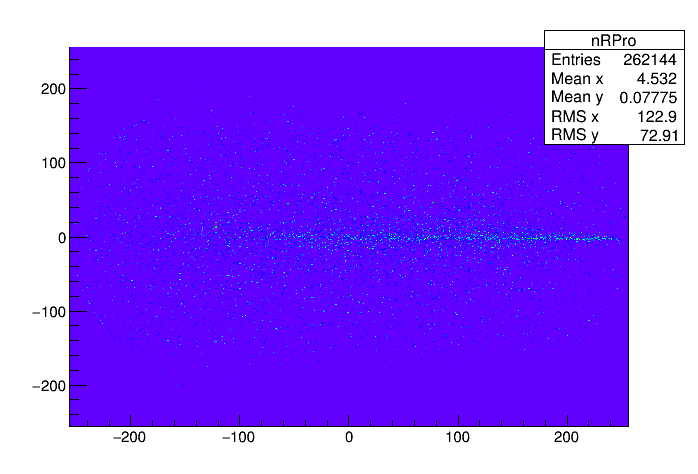 nRPro
Entries 262144
Mean x 4.532
Mean y 0.07775
RMS x 122.9
RMS y 72.91
200
100
0
−100
−200
−200 −100 0 100 200